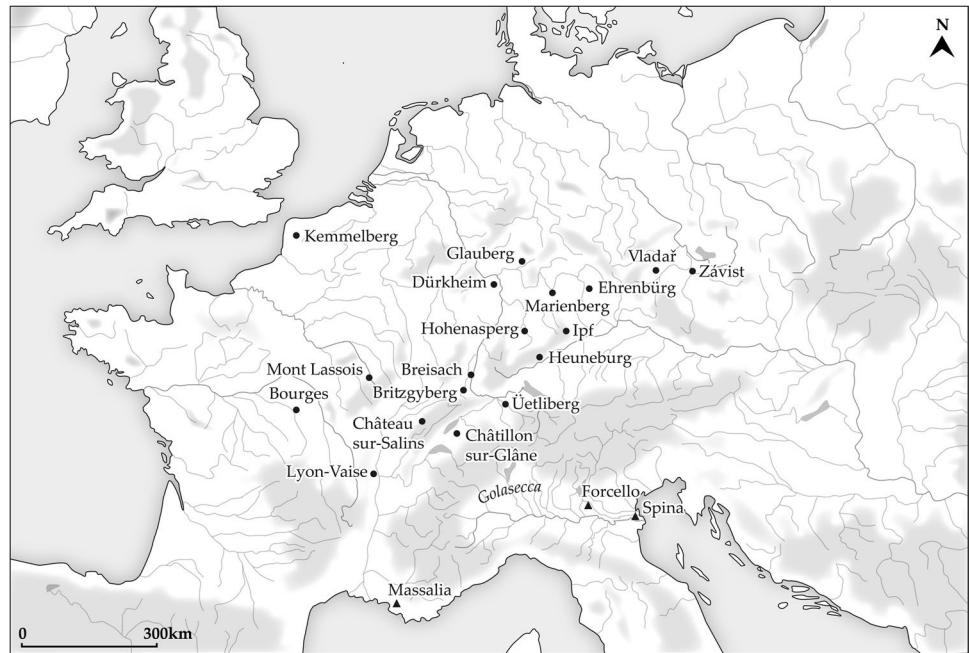 N
Kemmelberg
Glauberg
Vladař
Závist
Dürkheim
Ehrenbürg
Marienberg
Hohenasperg
Ipf
Heuneburg
Mont Lassois
Breisach
Bourges
Britzgyberg
Üetliberg
Château
sur-Salins
Châtillon
sur-Glâne
Lyon-Vaise
Golasecca
Forcello
Spina
Massalia
0
300km